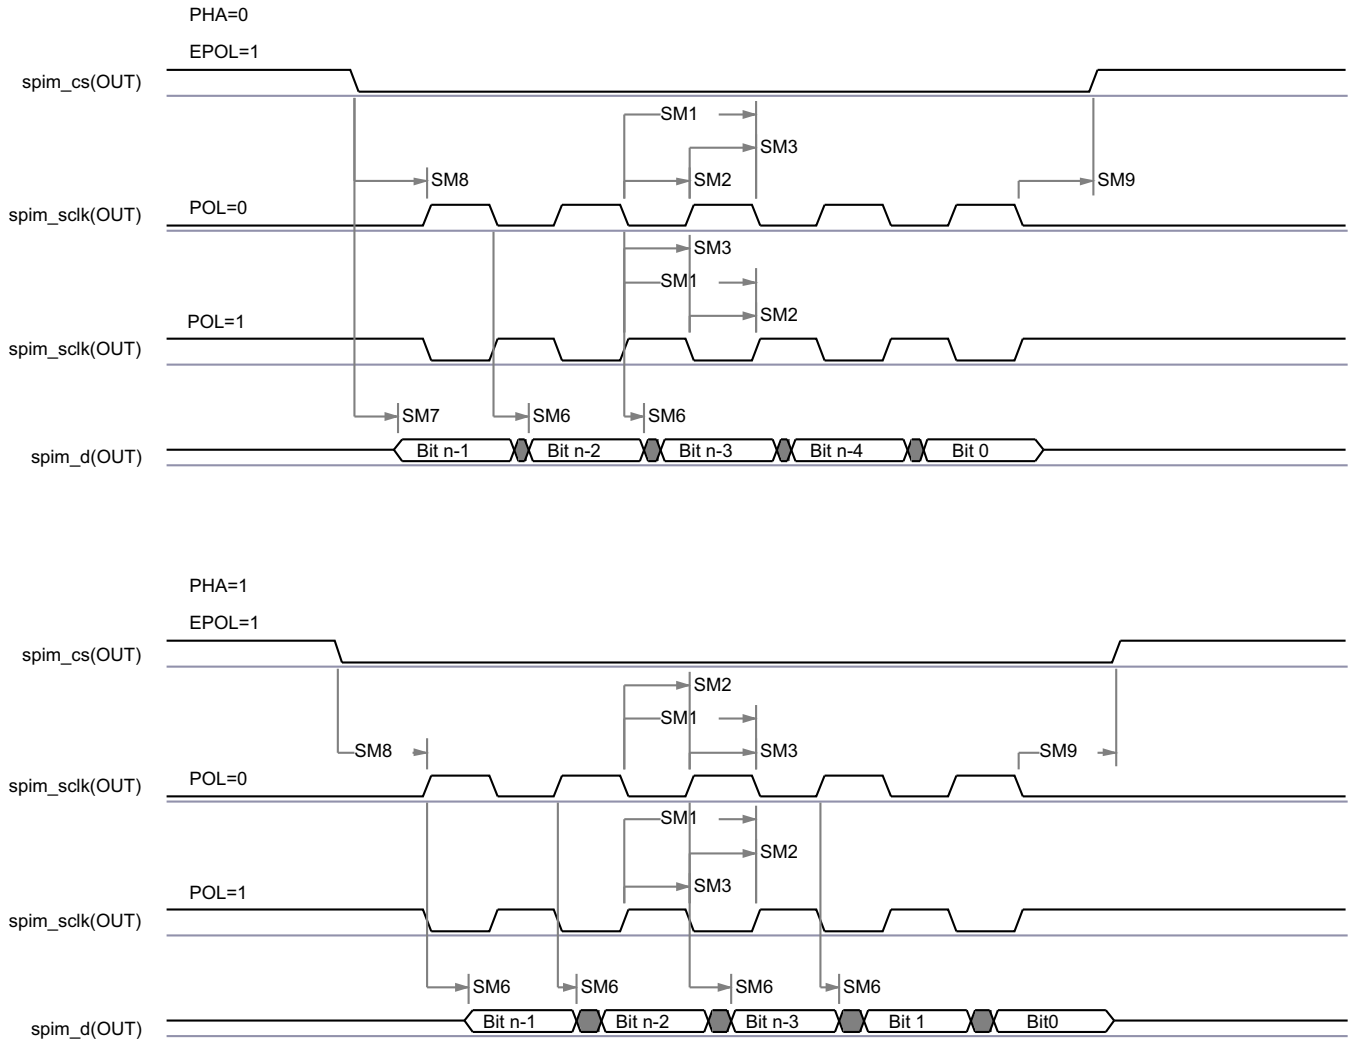 PHA=0
EPOL=1
spim_cs(OUT)
SM1
SM3
SM8
SM2
SM9
POL=0
spim_sclk(OUT)
SM3
SM1
SM2
POL=1
spim_sclk(OUT)
SM7
SM6
SM6
spim_d(OUT)
Bit n-1
Bit n-2
Bit n-3
Bit n-4
Bit 0
PHA=1
EPOL=1
spim_cs(OUT)
SM2
SM1
SM8
SM3
SM9
POL=0
spim_sclk(OUT)
SM1
SM2
SM3
POL=1
spim_sclk(OUT)
SM6
SM6
SM6
SM6
spim_d(OUT)
Bit n-1
Bit n-2
Bit n-3
Bit 1
Bit0